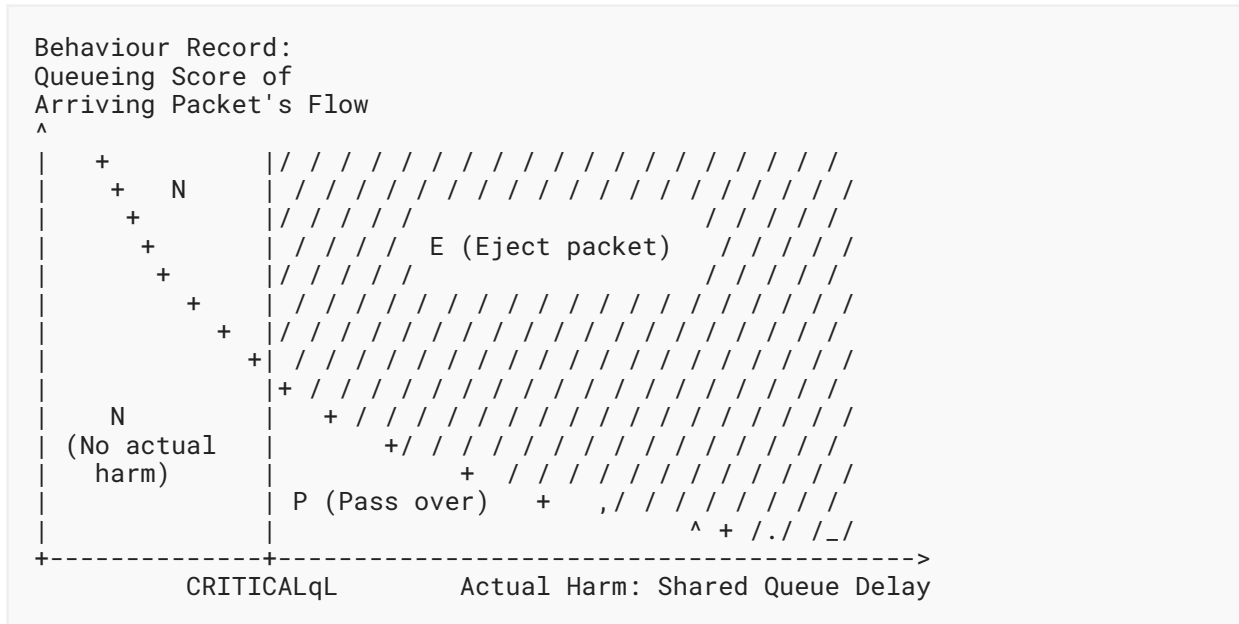 Behaviour Record:
Queueing Score of
Arriving Packet's Flow
^
|   +          |/ / / / / / / / / / / / / / / / / / /
|    +   N     | / / / / / / / / / / / / / / / / / / /
|     +        |/ / / / /                   / / / / /
|      +       | / / / /  E (Eject packet)   / / / / /
|       +      |/ / / / /                   / / / / /
|         +    | / / / / / / / / / / / / / / / / / / /
|           +  |/ / / / / / / / / / / / / / / / / / /
|             +| / / / / / / / / / / / / / / / / / / /
|              |+ / / / / / / / / / / / / / / / / / /
|    N         |   + / / / / / / / / / / / / / / / / /
| (No actual   |       +/ / / / / / / / / / / / / / /
|   harm)      |            +  / / / / / / / / / / / /
|              | P (Pass over)   +   ,/ / / / / / / /
|              |                           ^ + /./ /_/
+--------------+------------------------------------------>
          CRITICALqL        Actual Harm: Shared Queue Delay